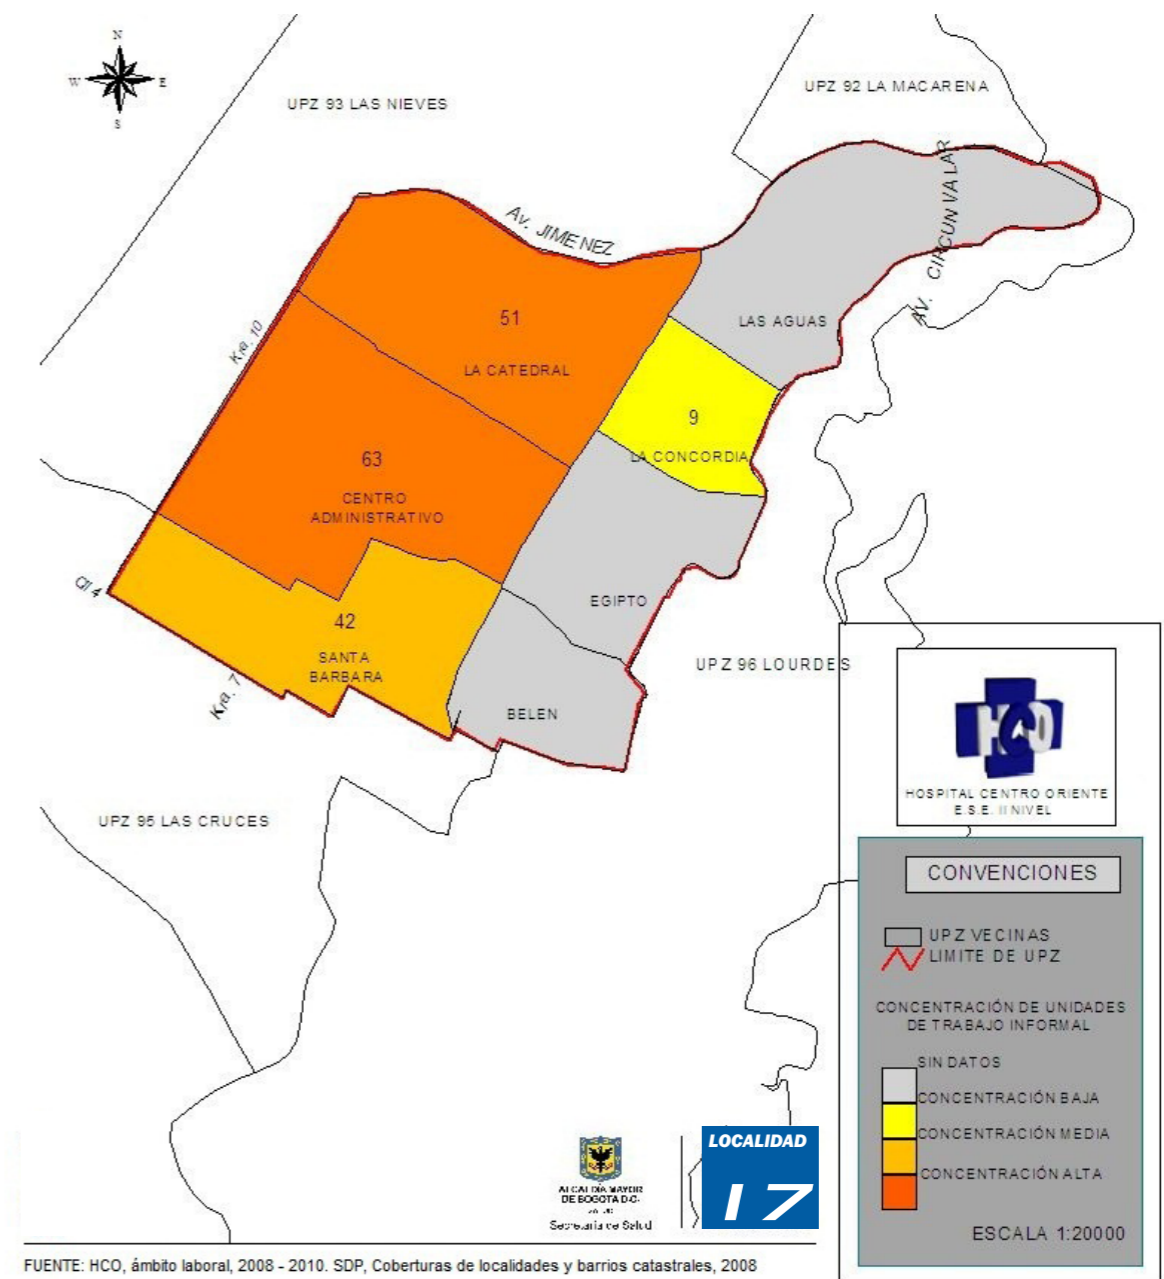 N
W E
S
UPZ 93 LAS NIEVES
UPZ 92 LA MACARENA
Av. JIMENEZ
AV. CIRCUNVALAR
Kra. 10
51
LA CATEDRAL
LAS AGUAS
9
LA CONCORDIA
63
CENTRO
ADMINISTRATIVO
Cl 4
42
SANTA
BARBARA
EGIPTO
Kra. 7
BELEN
UPZ 96 LOURDES
UPZ 95 LAS CRUCES
HCO
HOSPITAL CENTRO ORIENTE
E.S.E. II NIVEL
CONVENCIONES
UPZ VECINAS
LIMITE DE UPZ
CONCENTRACIÓN DE UNIDADES
DE TRABAJO INFORMAL
SIN DATOS
CONCENTRACIÓN BAJA
CONCENTRACIÓN MEDIA
CONCENTRACIÓN ALTA
ESCALA 1:20000
ALCALDÍA MAYOR
DE BOGOTÁ D.C.
Secretaría de Salud
LOCALIDAD
17
FUENTE: HCO, ámbito laboral, 2008 - 2010. SDP, Coberturas de localidades y barrios catastrales, 2008